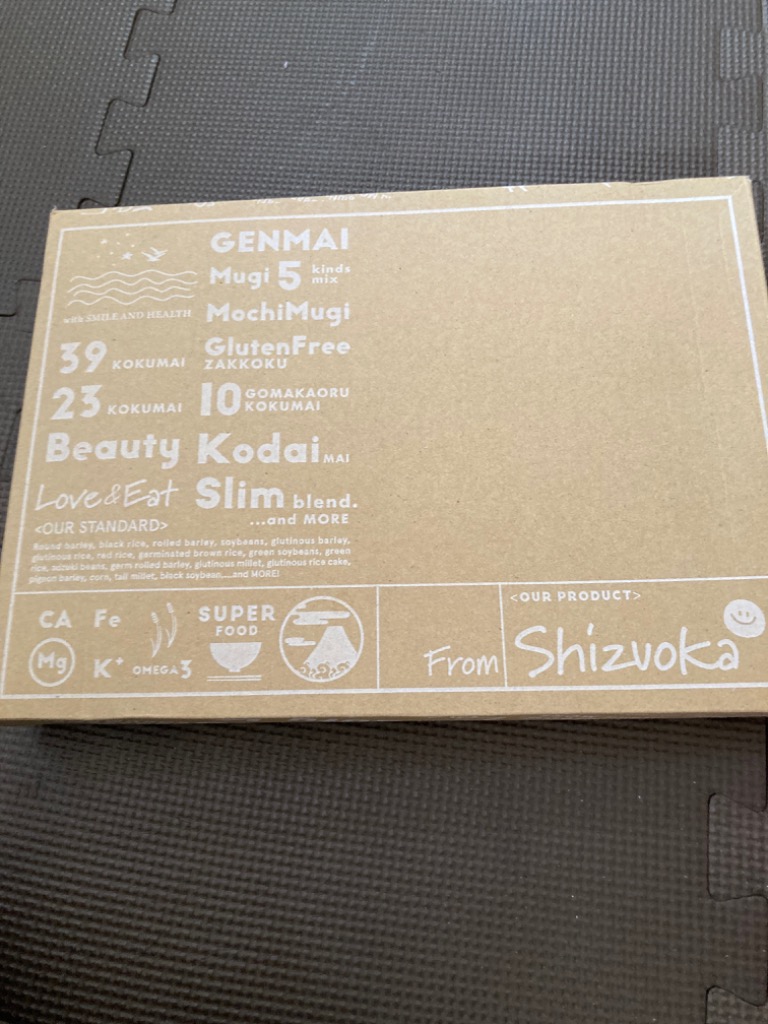 GENMAI
Mugi 5 kinds mix
with SMILE AND HEALTH
MochiMugi
39 KOKUMAI
GlutenFree
ZAKKOKU
23 KOKUMAI
10 GOMAKAORU KOKUMAI
Beauty Kodai MAI
Love&Eat Slim blend.
...and MORE
<OUR STANDARD>
Round barley, black rice, rolled barley, soybeans, glutinous barley,
glutinous rice, red rice, germinated brown rice, green soybeans, green
rice, adzuki beans, germ rolled barley, glutinous millet, glutinous rice cake,
pigeon barley, corn, tall millet, black soybean,...and MORE!
CA Fe
Mg K+
OMEGA3
SUPER
FOOD
From
<OUR PRODUCT>
Shizuoka